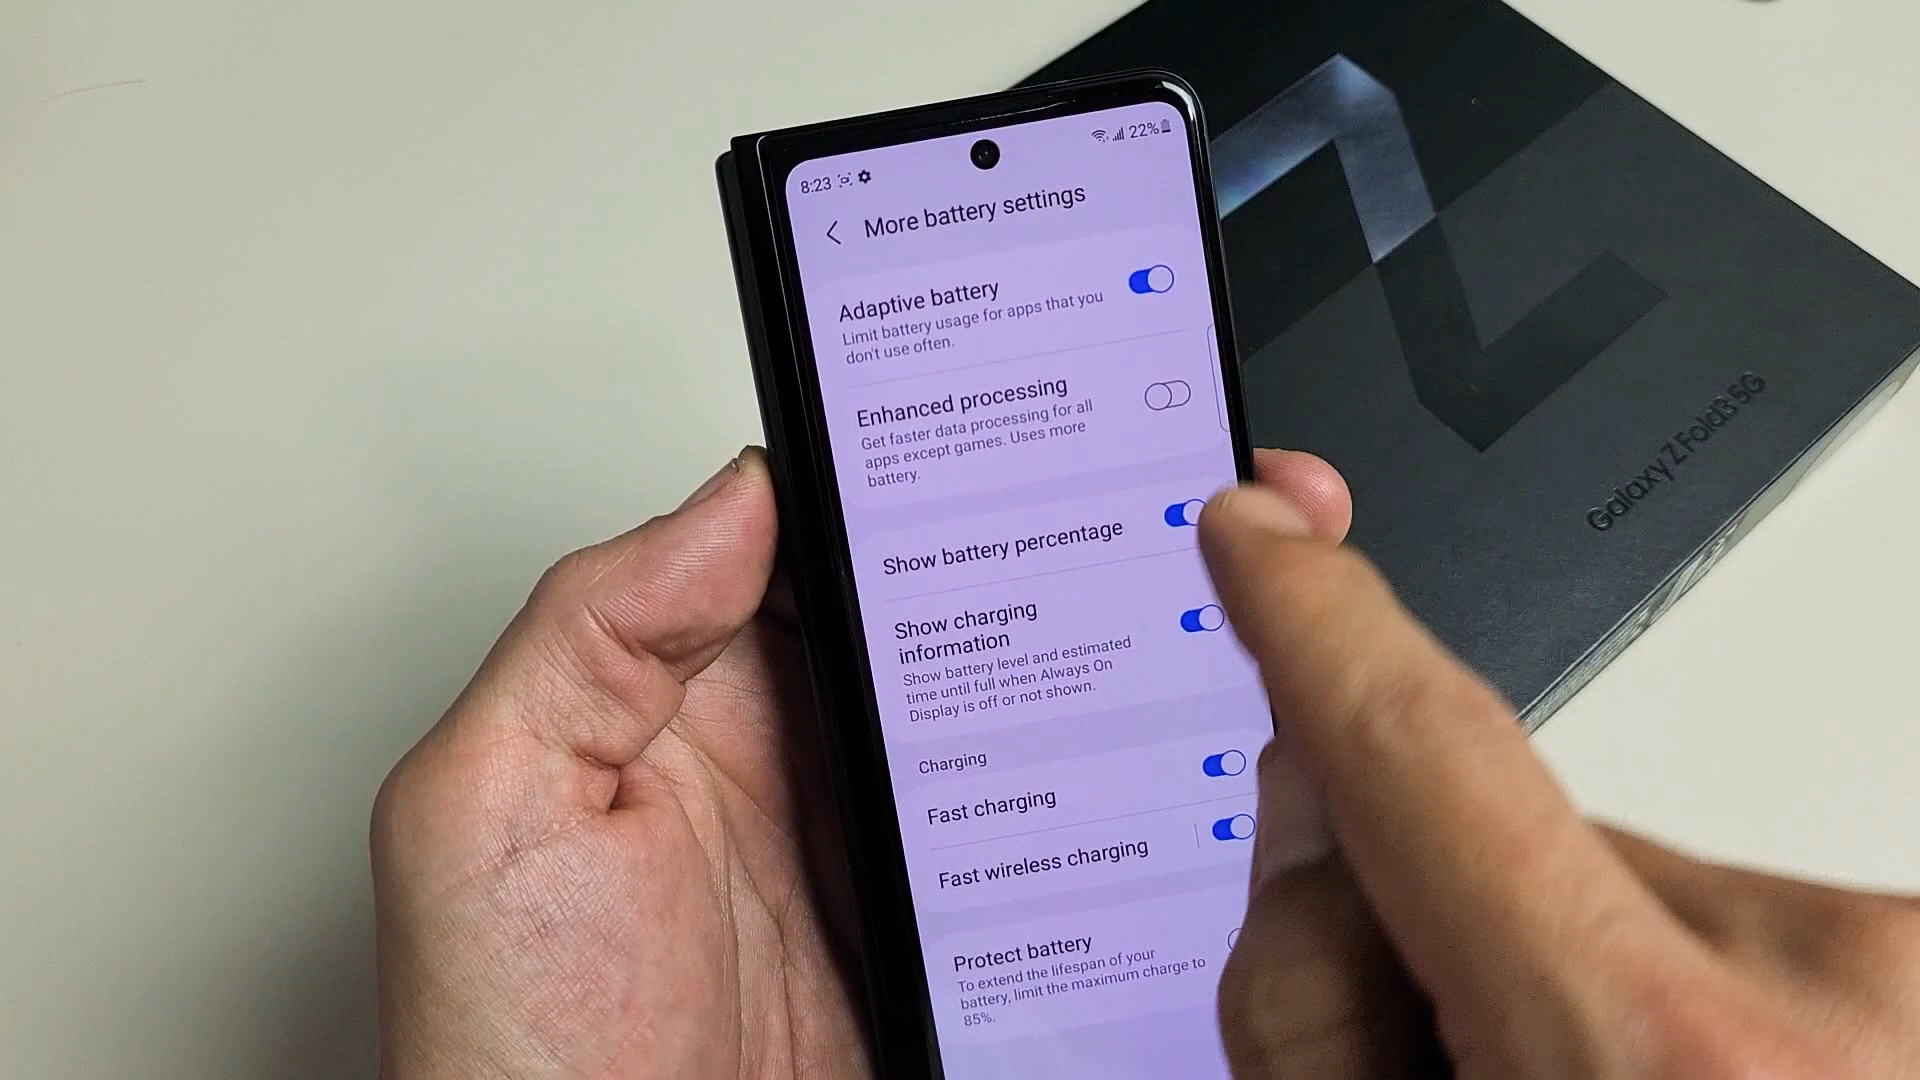 8:23
22%
More battery settings
Adaptive battery
Limit battery usage for apps that you
don't use often.
Enhanced processing
Get faster data processing for all
apps except games. Uses more
battery.
Show battery percentage
Show charging
information
Show battery level and estimated
time until full when Always On
Display is off or not shown.
Charging
Fast charging
Fast wireless charging
Protect battery
To extend the lifespan of your
battery, limit the maximum charge to
85%.
Galaxy Z Fold3 5G